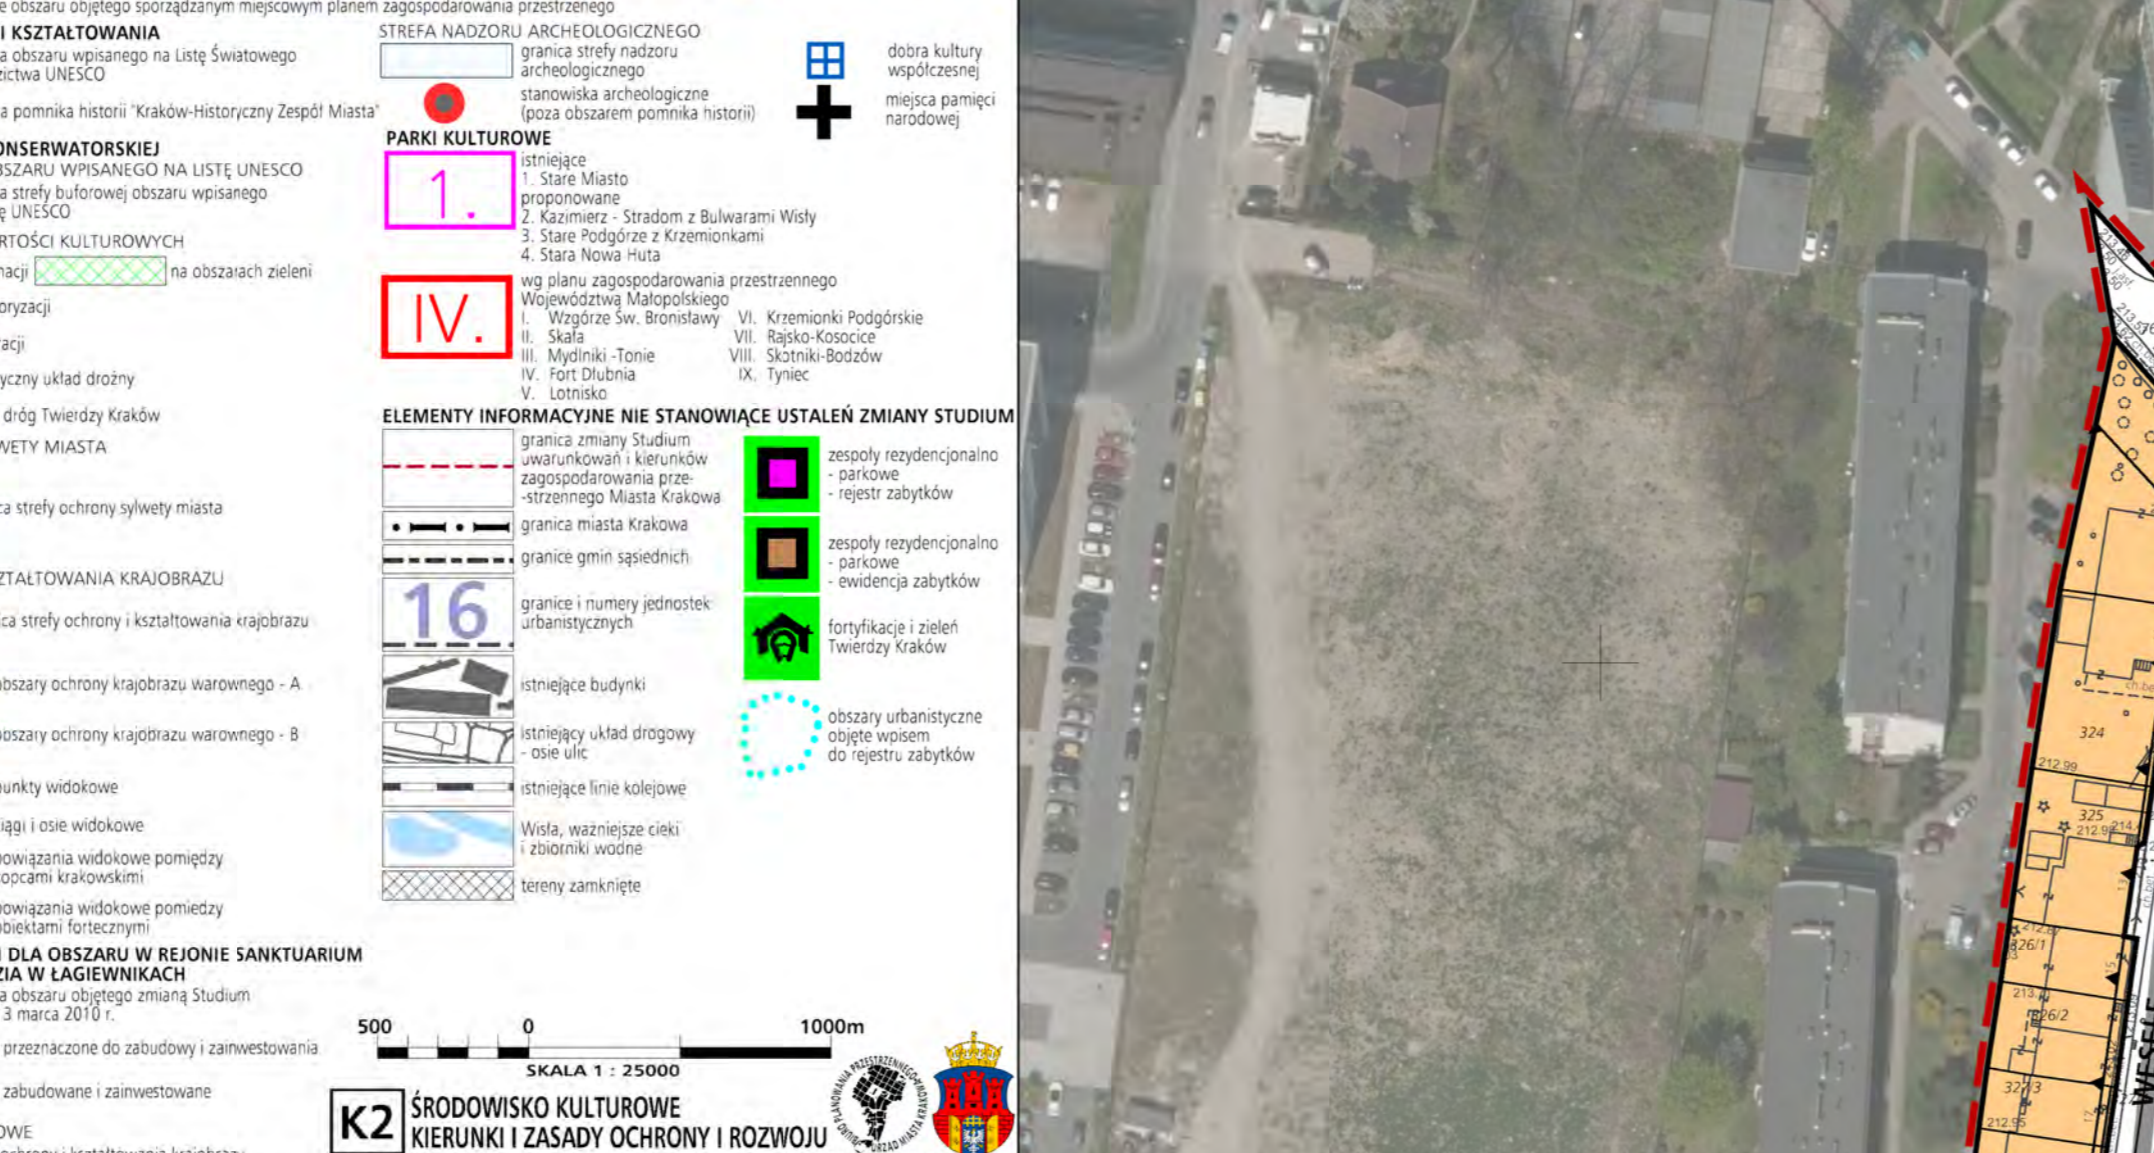 e obszaru objętego sporządzanym miejscowym planem zagospodarowania przestrzenego
I KSZTAŁTOWANIA
a obszaru wpisanego na Listę Światowego
zictwa UNESCO
a pomnika historii "Kraków-Historyczny Zespół Miasta"
ONSERWATORSKIEJ
BSZARU WPISANEGO NA LISTĘ UNESCO
a strefy buforowej obszaru wpisanego
ę UNESCO
RTOŚCI KULTUROWYCH
nacji
na obszarach zieleni
oryzacji
acji
yczny układ drożny
dróg Twierdzy Kraków
WETY MIASTA
ca strefy ochrony sylwety miasta
ZTAŁTOWANIA KRAJOBRAZU
ica strefy ochrony i kształtowania krajobrazu
obszary ochrony krajobrazu warownego - A
obszary ochrony krajobrazu warownego - B
punkty widokowe
iągi i osie widokowe
powiązania widokowe pomiędzy
opcami krakowskimi
powiązania widokowe pomiedzy
obiektami fortecznymi
I DLA OBSZARU W REJONIE SANKTUARIUM
ZIA W ŁAGIEWNIKACH
a obszaru objętego zmianą Studium
3 marca 2010 r.
przeznaczone do zabudowy i zainwestowania
zabudowane i zainwestowane
OWE
STREFA NADZORU ARCHEOLOGICZNEGO
granica strefy nadzoru
archeologicznego
stanowiska archeologiczne
(poza obszarem pomnika historii)
dobra kultury
współczesnej
miejsca pamięci
narodowej
PARKI KULTUROWE
1.
istniejące
1. Stare Miasto
proponowane
2. Kazimierz - Stradom z Bulwarami Wisły
3. Stare Podgórze z Krzemionkami
4. Stara Nowa Huta
IV.
wg planu zagospodarowania przestrzennego
Województwa Małopolskiego
I. Wzgórze Św. Bronisławy VI. Krzemionki Podgórskie
II. Skała VII. Rajsko-Kosocice
III. Mydlniki -Tonie VIII. Skotniki-Bodzów
IV. Fort Dłubnia IX. Tyniec
V. Lotnisko
ELEMENTY INFORMACYJNE NIE STANOWIĄCE USTALEŃ ZMIANY STUDIUM
granica zmiany Studium
uwarunkowań i kierunków
zagospodarowania prze-
-strzennego Miasta Krakowa
granica miasta Krakowa
granice gmin sąsiednich
16
granice i numery jednostek
urbanistycznych
istniejące budynki
istniejący układ drogowy
- osie ulic
istniejące linie kolejowe
Wisła, ważniejsze cieki
i zbiorniki wodne
tereny zamknięte
zespoły rezydencjonalno
- parkowe
- rejestr zabytków
zespoły rezydencjonalno
- parkowe
- ewidencja zabytków
fortyfikacje i zieleń
Twierdzy Kraków
obszary urbanistyczne
objęte wpisem
do rejestru zabytków
500 0 1000m
SKALA 1 : 25000
K2
ŚRODOWISKO KULTUROWE
KIERUNKI I ZASADY OCHRONY I ROZWOJU
324
212.99
325
326/1
326/2
327/3
212.95